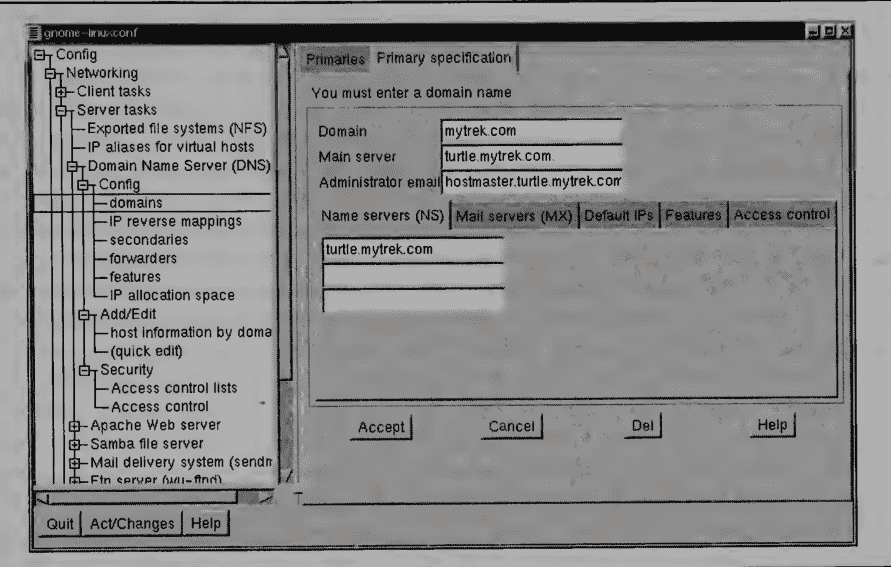 gnome-linuxconf
Config
Networking
Client tasks
Server tasks
Exported file systems (NFS)
IP aliases for virtual hosts
Domain Name Server (DNS)
Config
domains
IP reverse mappings
secondaries
forwarders
features
IP allocation space
Add/Edit
host information by doma
(quick edit)
Security
Access control lists
Access control
Apache Web server
Samba file server
Mail delivery system (sendm
Ftp server (wu-ftpd)
Quit Act/Changes Help
Primaries Primary specification
You must enter a domain name
Domain mytrek.com
Main server turtle.mytrek.com.
Administrator email hostmaster.turtle.mytrek.com
Name servers (NS) Mail servers (MX) Default IPs Features Access control
turtle.mytrek.com
Accept Cancel Del Help